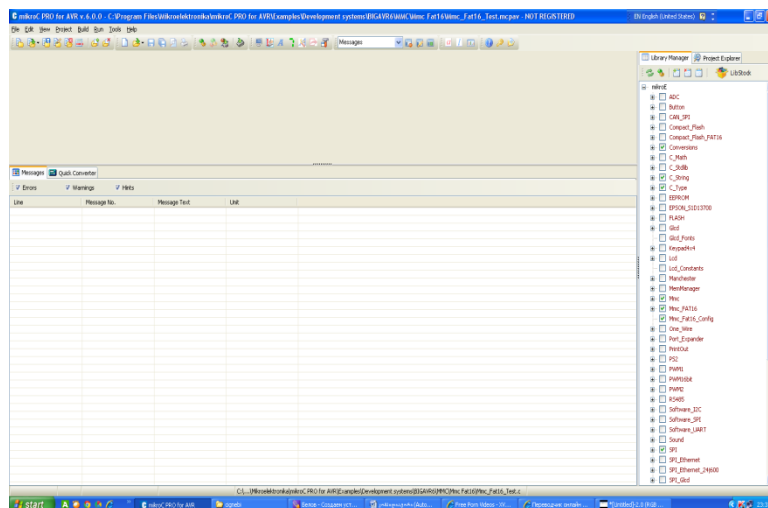 mikroC PRO for AVR v.6.0.0 - C:\Program Files\Mikroelektronika\mikroC PRO for AVR\Examples\Development systems\BIGAVR6\MMC\Mmc Fat16\Mmc_Fat16_Test.mcpav - NOT REGISTERED
EN English (United States)
File Edit View Project Build Run Tools Help
Messages
Library Manager Project Explorer
LibStock
mikroE
ADC
Button
CAN_SPI
Compact_Flash
Compact_Flash_FAT16
Conversions
C_Math
C_Stdlib
C_String
C_Type
EEPROM
EPSON_S1D13700
FLASH
Glcd
Glcd_Fonts
Keypad4x4
Lcd
Lcd_Constants
Manchester
MemManager
Mmc
Mmc_FAT16
Mmc_Fat16_Config
One_Wire
Port_Expander
PrintOut
PS2
PWM1
PWM16bit
PWM2
RS485
Software_I2C
Software_SPI
Software_UART
Sound
SPI
SPI_Ethernet
SPI_Ethernet_24j600
SPI_Glcd
Messages Quick Converter
Errors Warnings Hints
Line Message No. Message Text Unit
C:\...\Mikroelektronika\mikroC PRO for AVR\Examples\Development systems\BIGAVR6\MMC\Mmc Fat16\Mmc_Fat16_Test.c
start
mikroC PRO for AVR